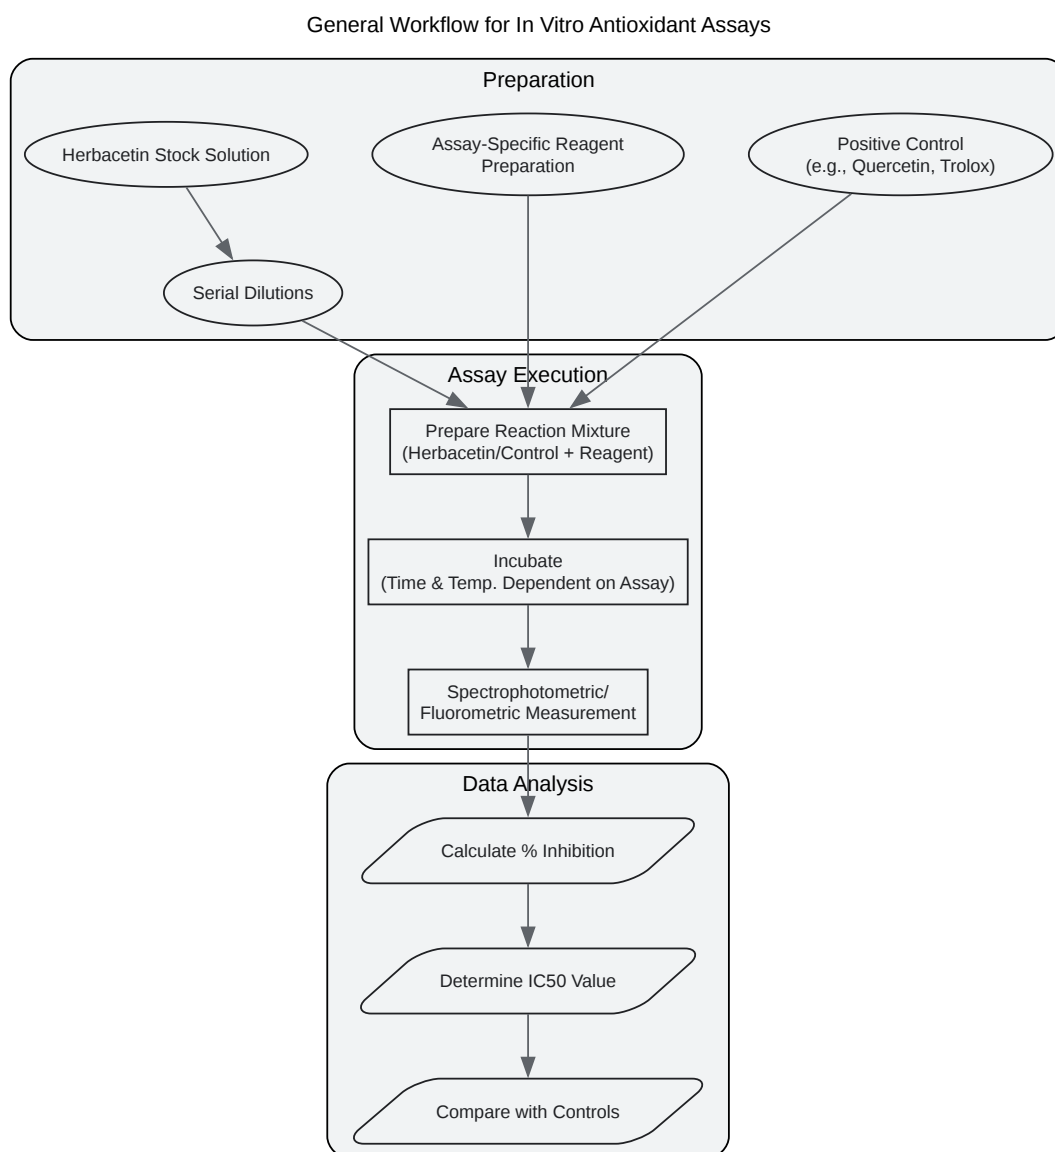 General Workflow for In Vitro Antioxidant Assays
Preparation
Herbacetin Stock Solution
Assay-Specific Reagent
Preparation
Positive Control
(e.g., Quercetin, Trolox)
Serial Dilutions
Assay Execution
Prepare Reaction Mixture
(Herbacetin/Control + Reagent)
Incubate
(Time & Temp. Dependent on Assay)
Spectrophotometric/
Fluorometric Measurement
Data Analysis
Calculate % Inhibition
Determine IC50 Value
Compare with Controls